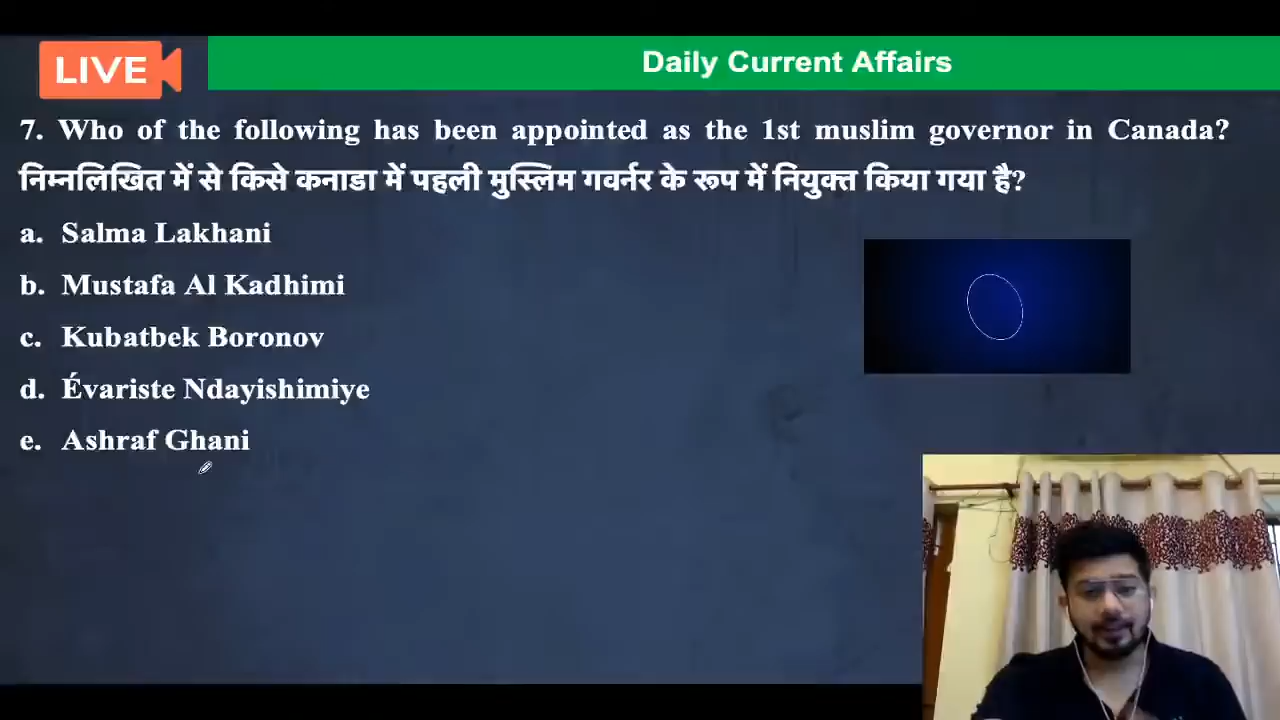 LIVE
Daily Current Affairs
7. Who of the following has been appointed as the 1st muslim governor in Canada?
निम्नलिखित में से किसे कनाडा में पहली मुस्लिम गवर्नर के रूप में नियुक्त किया गया है?
a. Salma Lakhani
b. Mustafa Al Kadhimi
c. Kubatbek Boronov
d. Évariste Ndayishimiye
e. Ashraf Ghani